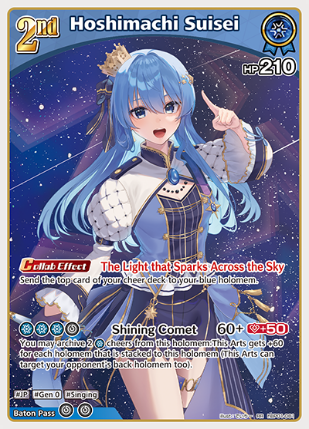 2nd Hoshimachi Suisei
HP 210
Collab Effect The Light that Sparks Across the Sky
Send the top card of your cheer deck to your blue holomem.
Shining Comet 60+ +50
You may archive 2 cheers from this holomem:This Arts gets +60
for each holomem that is stacked to this holomem (This Arts can
target your opponent's back holomem too).
#JP #Gen 0 #Singing
Baton Pass